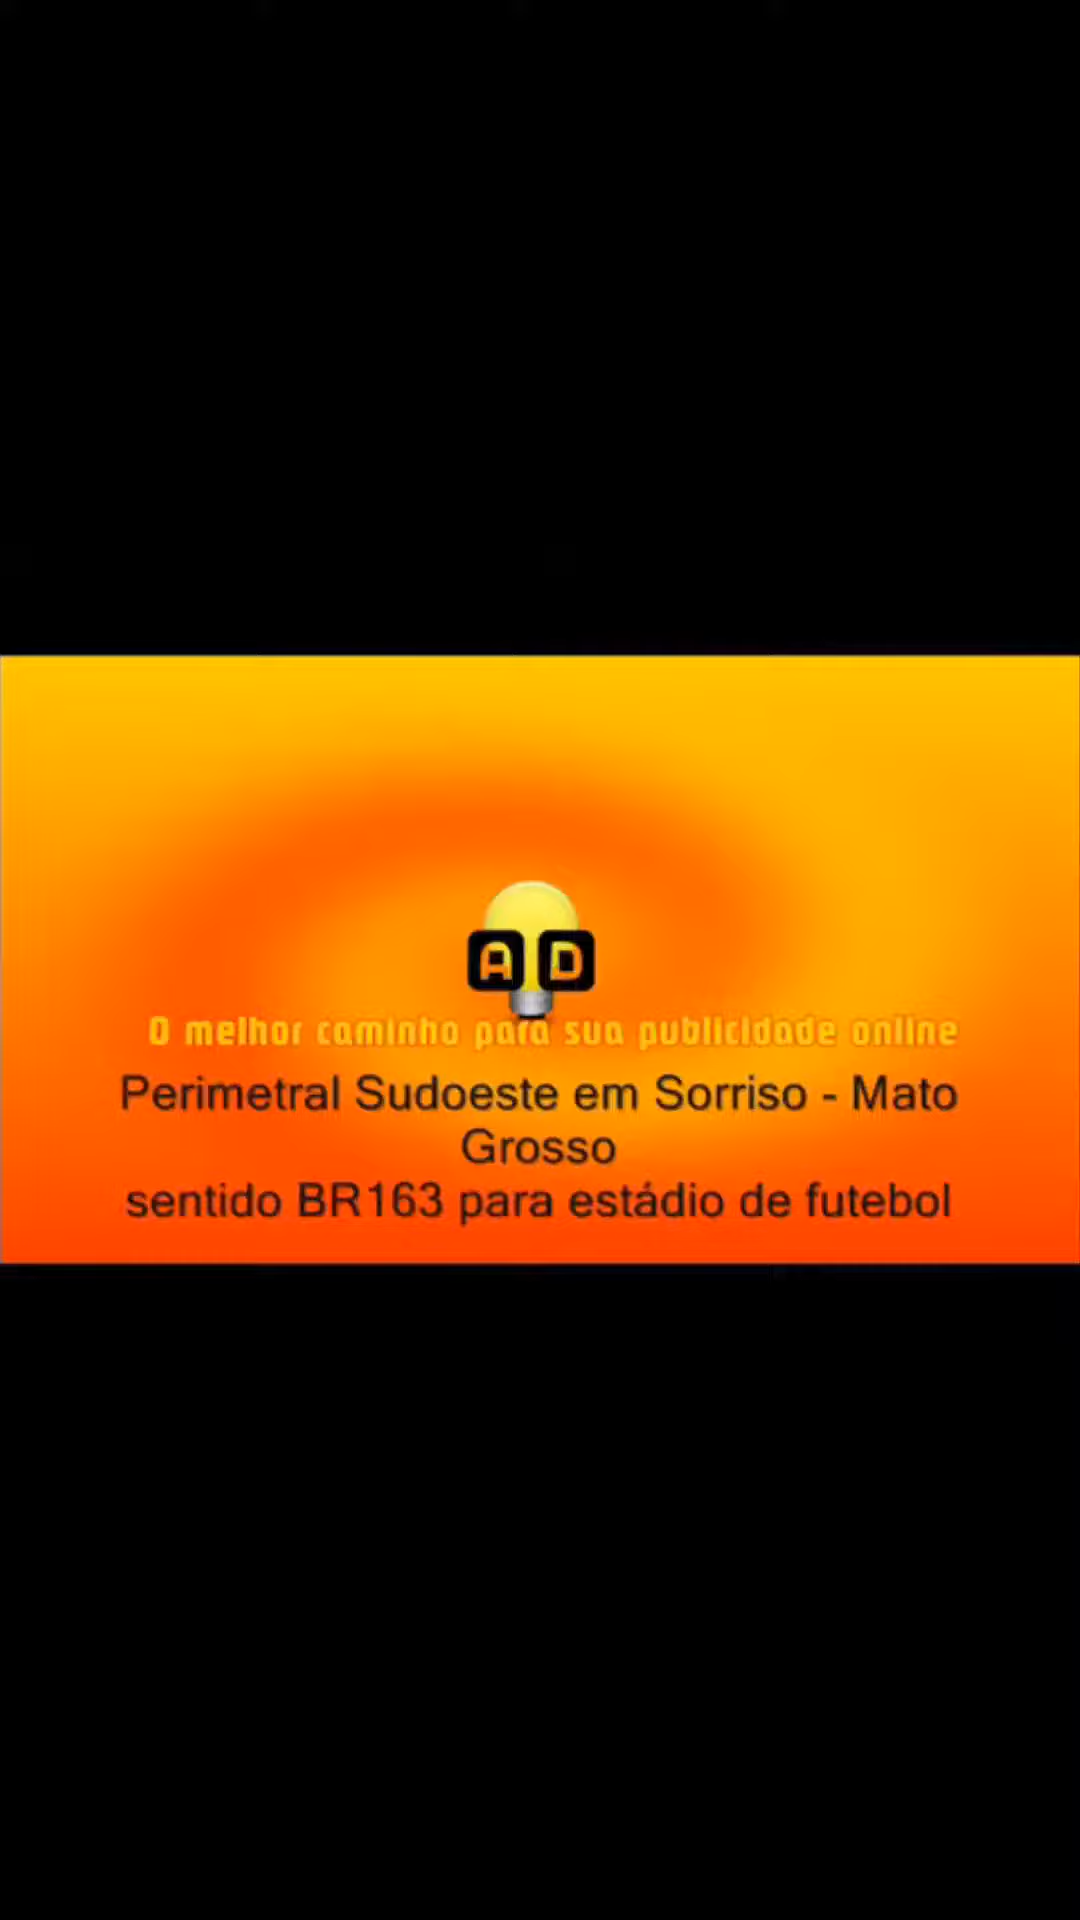 A D
O melhor caminho para sua publicidade online
Perimetral Sudoeste em Sorriso - Mato
Grosso
sentido BR163 para estádio de futebol